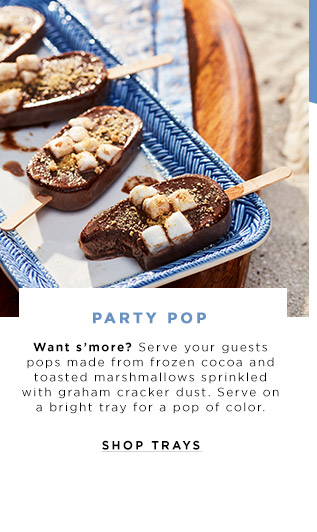 PARTY POP
Want s'more? Serve your guests
pops made from frozen cocoa and
toasted marshmallows sprinkled
with graham cracker dust. Serve on
a bright tray for a pop of color.
SHOP TRAYS